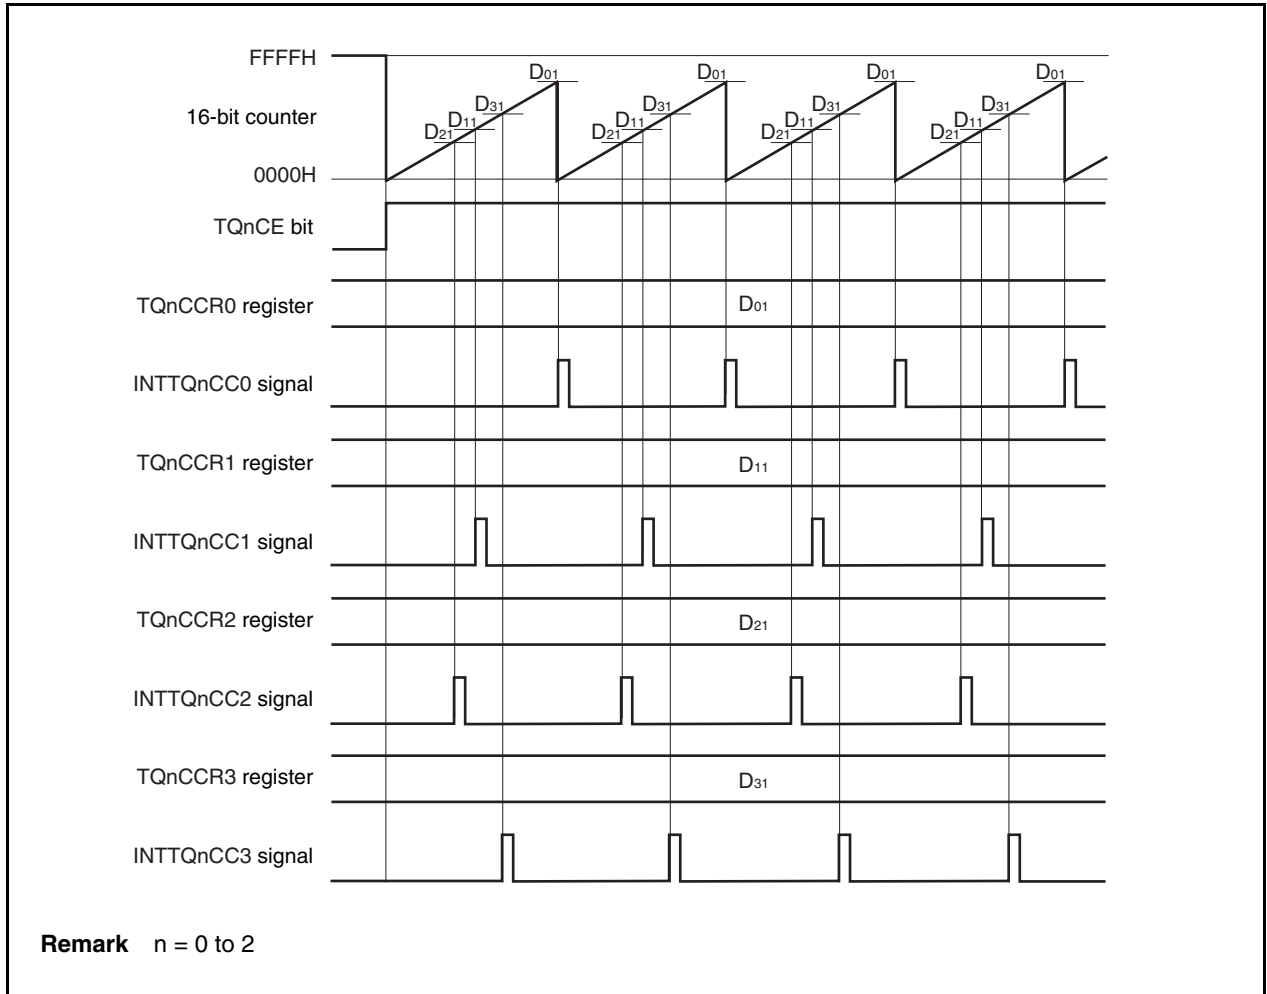 FFFFH
D01 D01 D01 D01
D31 D31 D31 D31
16-bit counter
D11 D11 D11 D11
D21 D21 D21 D21
0000H
TQnCE bit
TQnCCR0 register
D01
INTTQnCC0 signal
TQnCCR1 register
D11
INTTQnCC1 signal
TQnCCR2 register
D21
INTTQnCC2 signal
TQnCCR3 register
D31
INTTQnCC3 signal
Remark n = 0 to 2